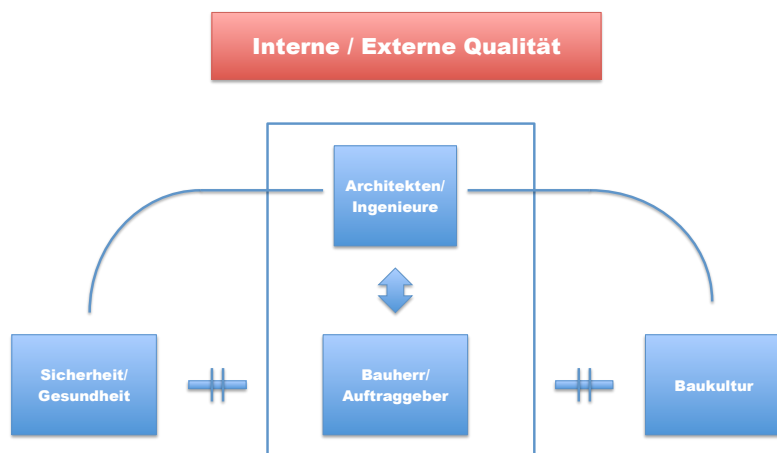 Interne / Externe Qualität
Architekten/
Ingenieure
Sicherheit/
Gesundheit
Bauherr/
Auftraggeber
Baukultur